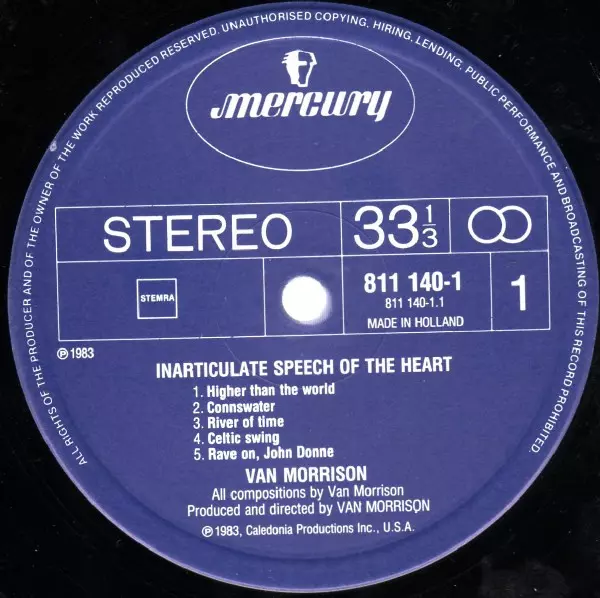 ALL RIGHTS OF THE PRODUCER AND OF THE OWNER OF THE WORK REPRODUCED RESERVED. UNAUTHORISED COPYING, HIRING, LENDING, PUBLIC PERFORMANCE AND BROADCASTING OF THIS RECORD PROHIBITED.
mercury
STEREO
33 1/3
STEMRA
811 140-1
811 140-1.1
MADE IN HOLLAND
1
℗ 1983
INARTICULATE SPEECH OF THE HEART
1. Higher than the world
2. Connswater
3. River of time
4. Celtic swing
5. Rave on, John Donne
VAN MORRISON
All compositions by Van Morrison
Produced and directed by VAN MORRISON
℗ 1983, Caledonia Productions Inc., U.S.A.